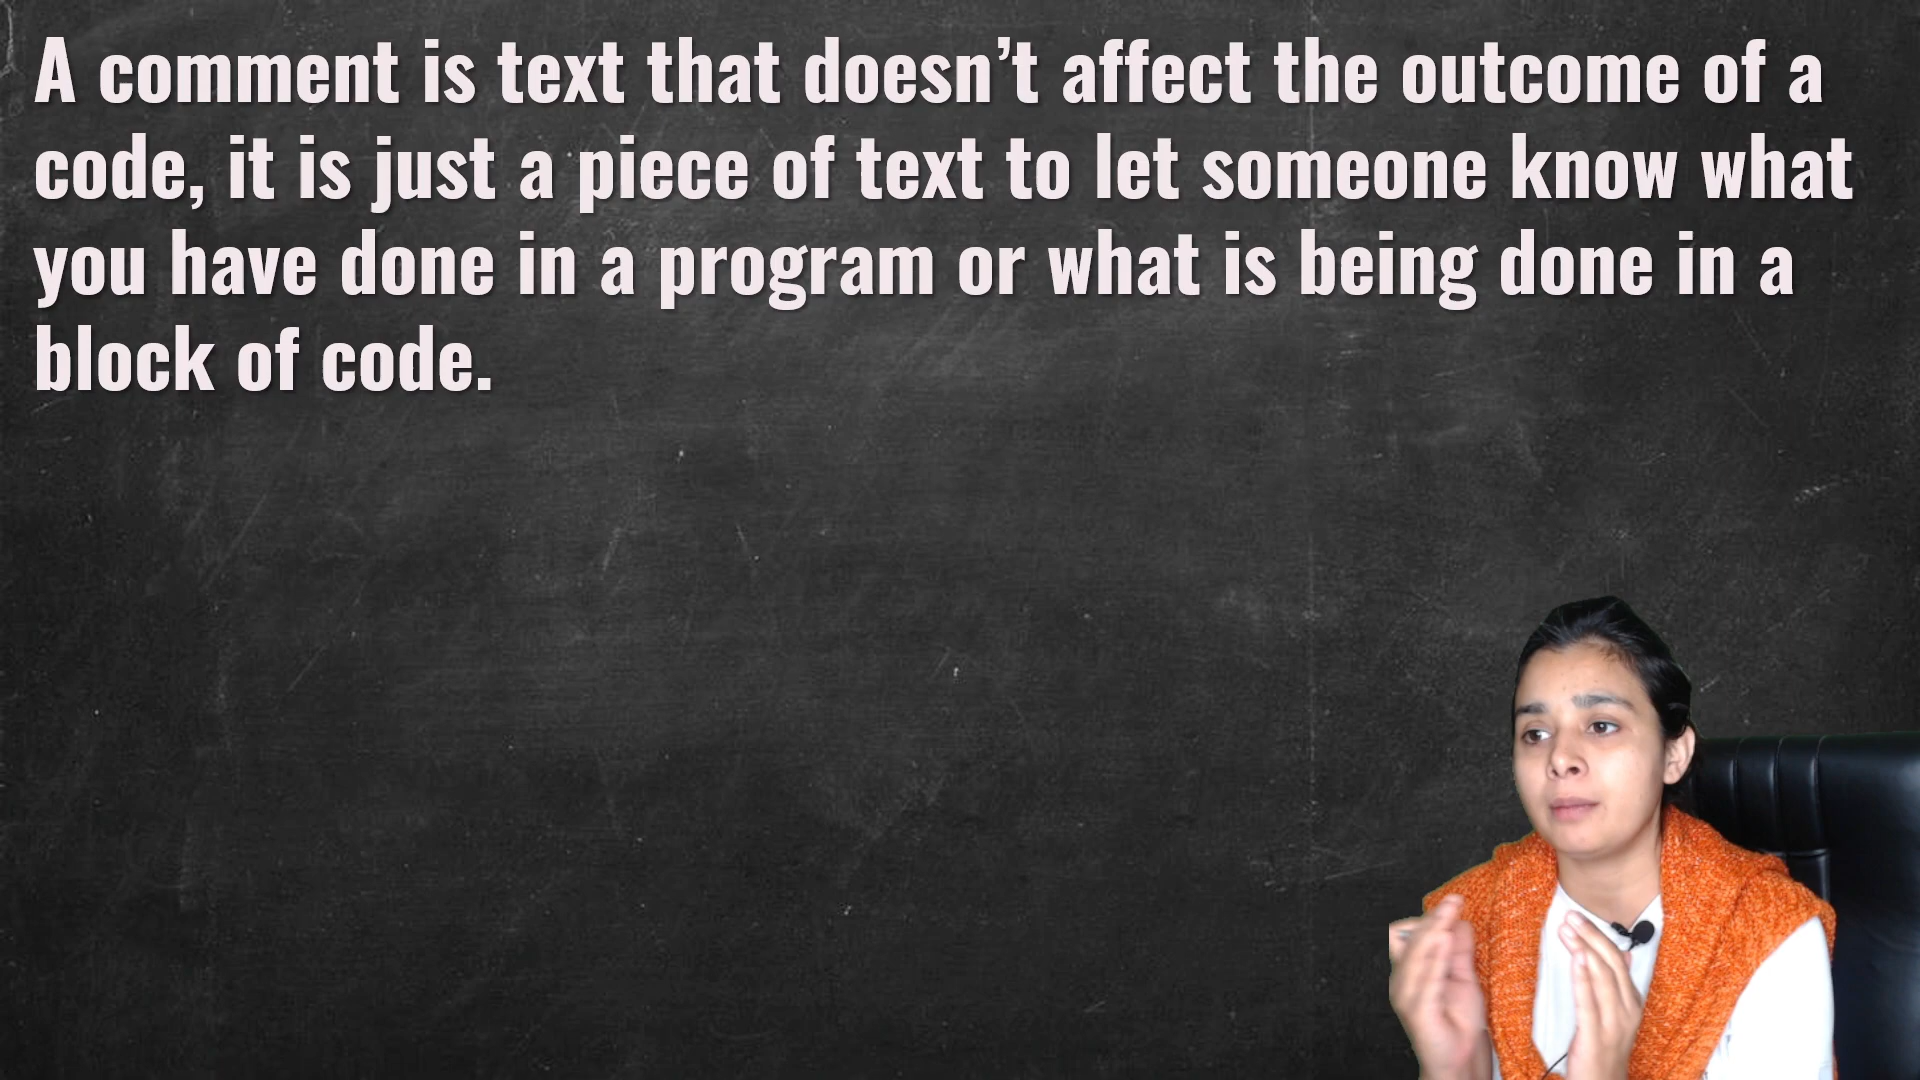 A comment is text that doesn’t affect the outcome of a
code, it is just a piece of text to let someone know what
you have done in a program or what is being done in a
block of code.